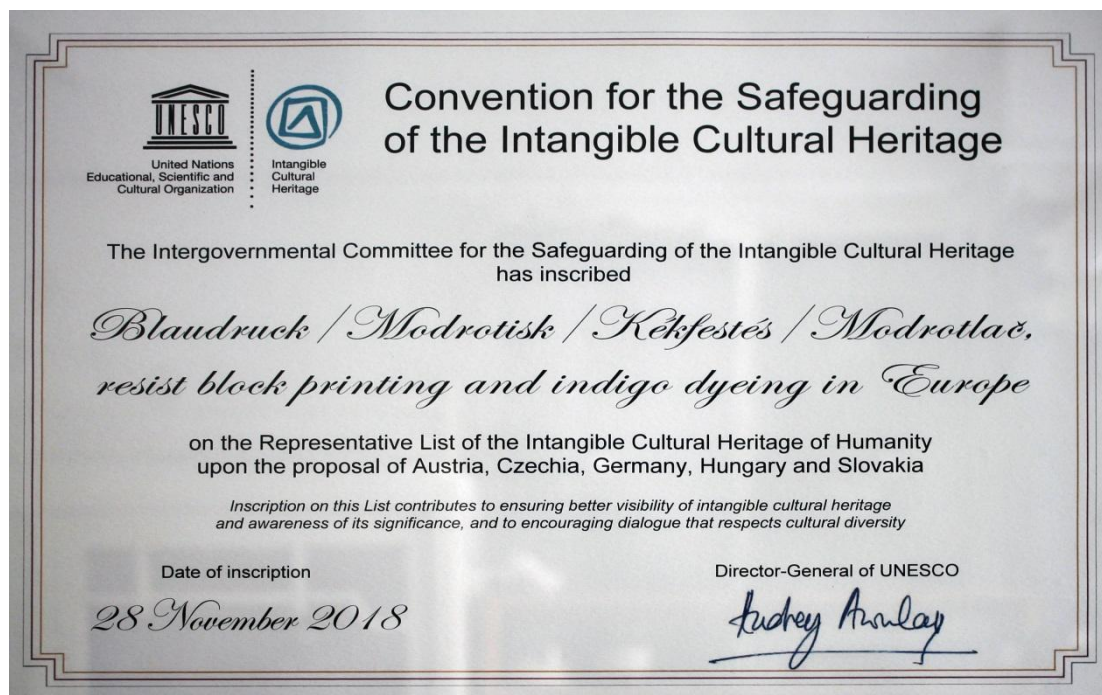 UNESCO
United Nations
Educational, Scientific and
Cultural Organization
Intangible
Cultural
Heritage
Convention for the Safeguarding
of the Intangible Cultural Heritage
The Intergovernmental Committee for the Safeguarding of the Intangible Cultural Heritage
has inscribed
Blaudruck / Modrotisk / Kékfestés / Modrotlač,
resist block printing and indigo dyeing in Europe
on the Representative List of the Intangible Cultural Heritage of Humanity
upon the proposal of Austria, Czechia, Germany, Hungary and Slovakia
Inscription on this List contributes to ensuring better visibility of intangible cultural heritage
and awareness of its significance, and to encouraging dialogue that respects cultural diversity
Date of inscription
28 November 2018
Director-General of UNESCO
Audrey Azoulay